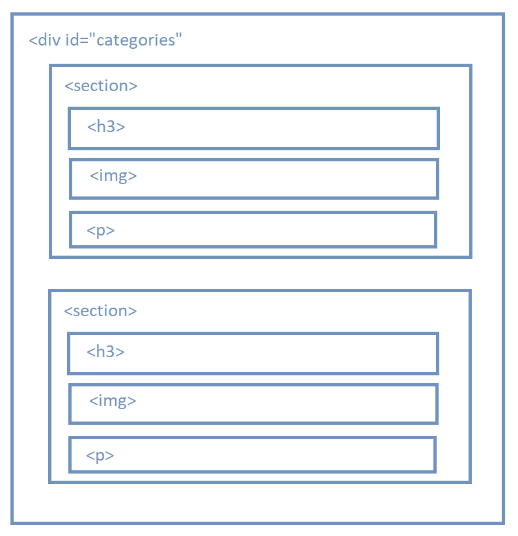 <div id="categories"
<section>
<h3>
<img>
<p>
<section>
<h3>
<img>
<p>